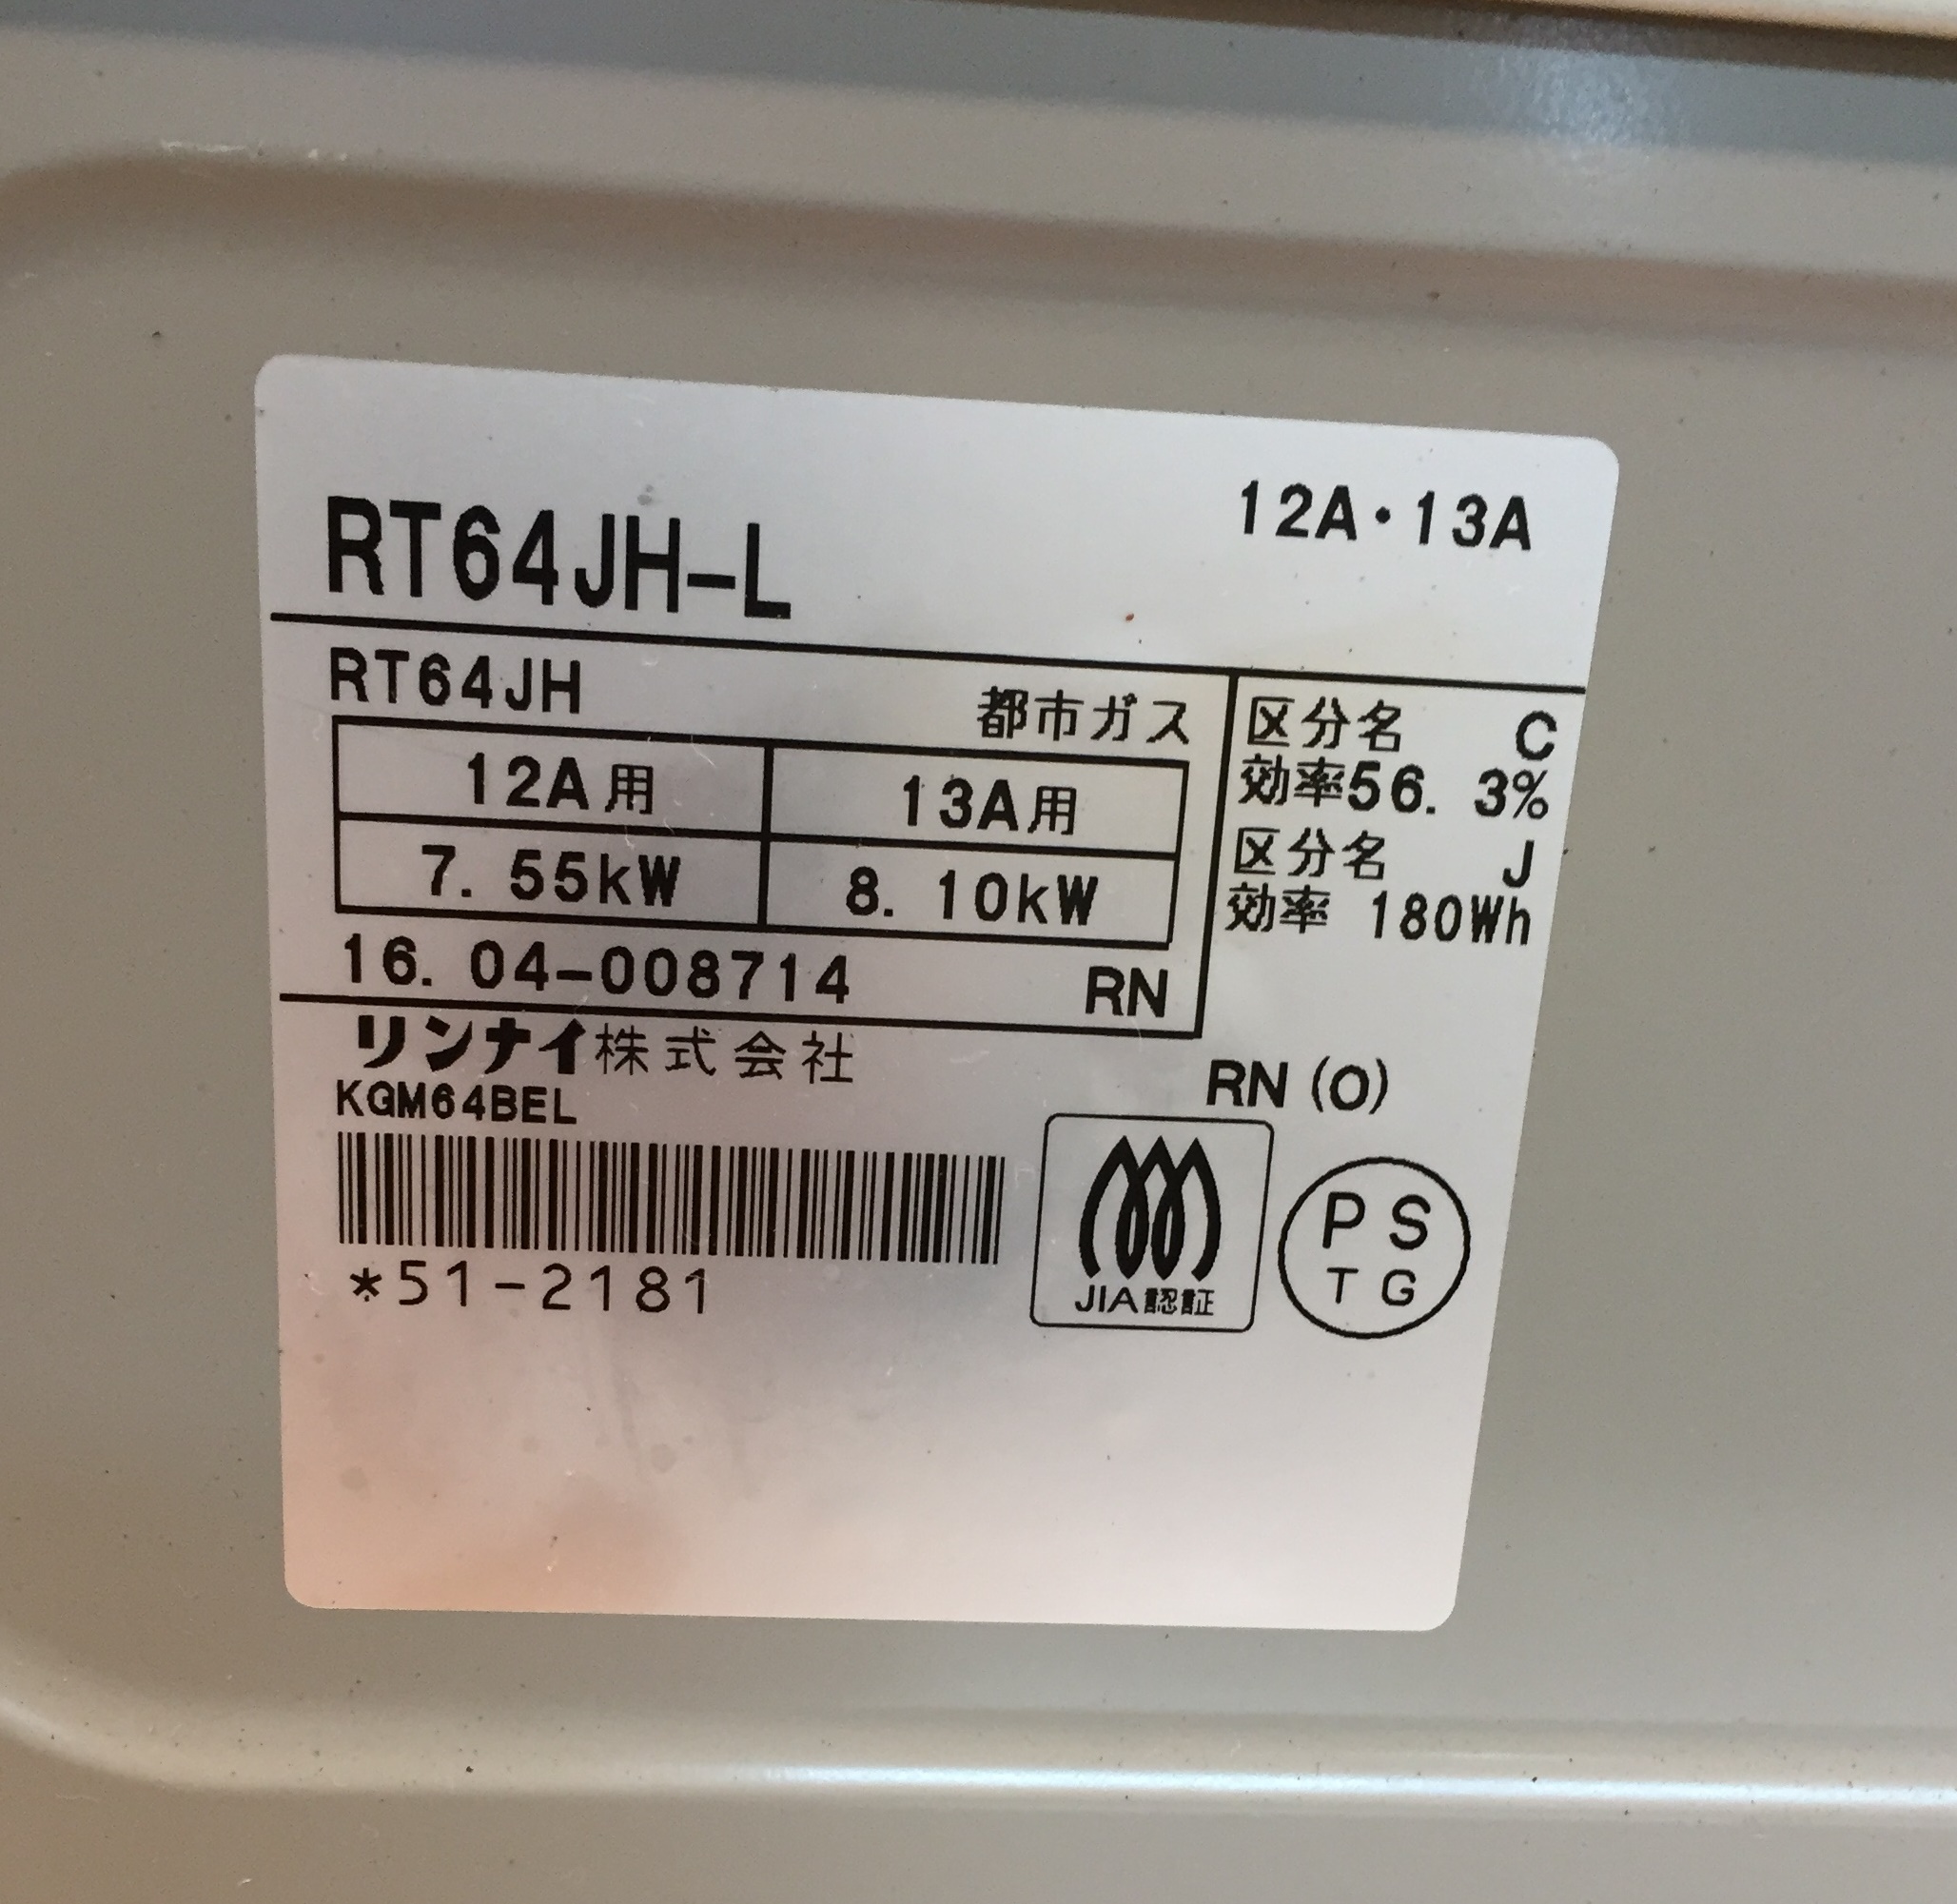 RT64JH-L 12A・13A
RT64JH 都市ガス
12A用 13A用
7.55kW 8.10kW
16.04-008714 RN
区分名 C
効率56.3%
区分名 J
効率 180Wh
リンナイ株式会社
KGM64BEL
*51-2181
RN (O)
JIA認証
PS
TG